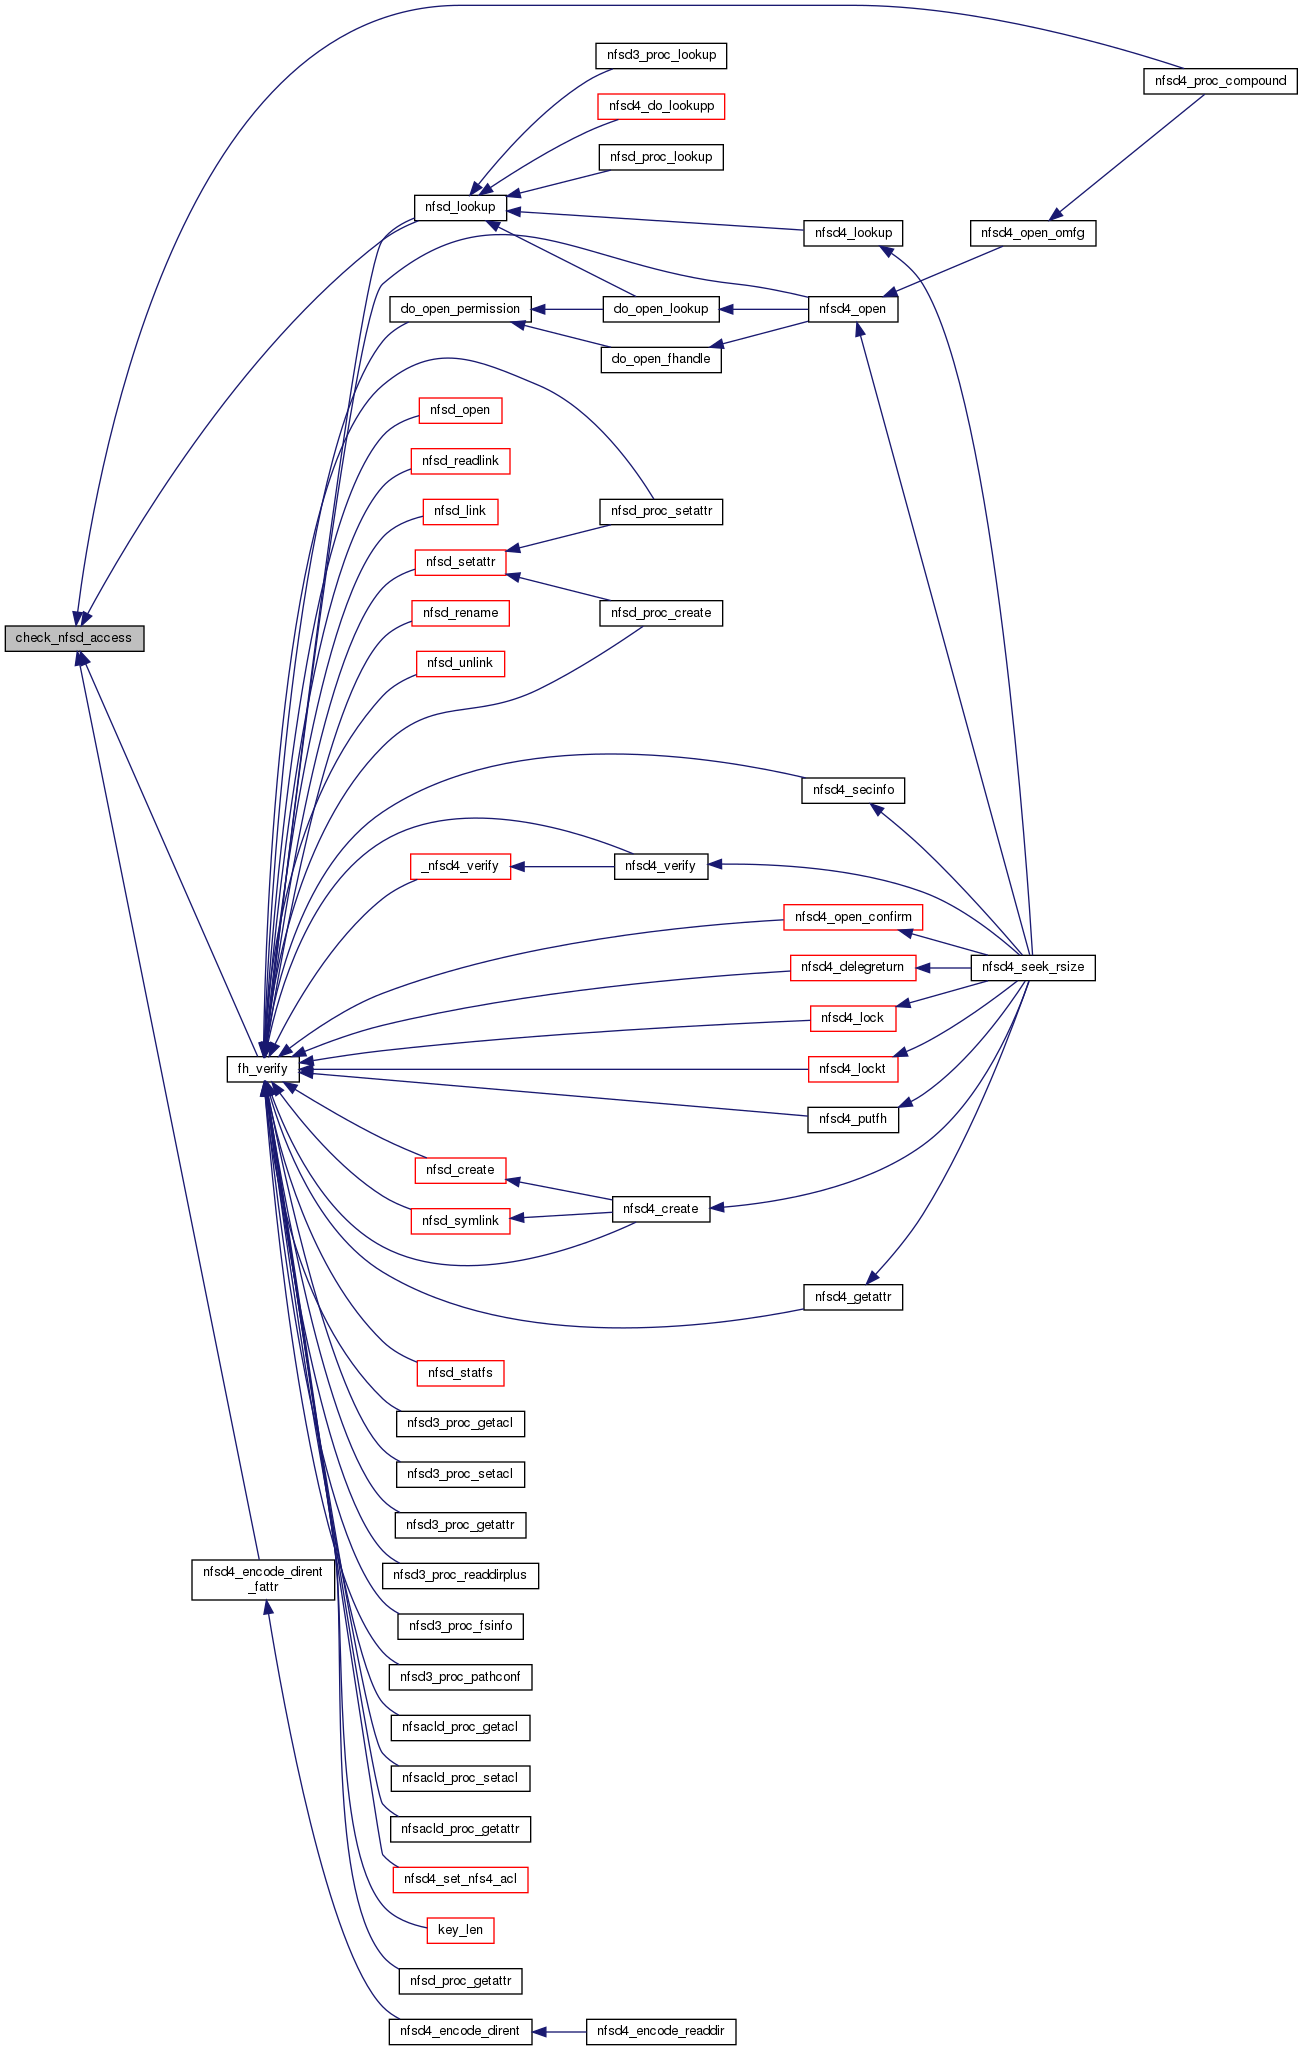 nfsd3_proc_lookup
nfsd4_proc_compound
nfsd4_do_lookupp
nfsd_proc_lookup
nfsd_lookup
nfsd4_lookup
nfsd4_open_omfg
do_open_permission
do_open_lookup
nfsd4_open
do_open_fhandle
nfsd_open
nfsd_readlink
nfsd_link
nfsd_proc_setattr
nfsd_setattr
nfsd_rename
nfsd_proc_create
check_nfsd_access
nfsd_unlink
nfsd4_secinfo
_nfsd4_verify
nfsd4_verify
nfsd4_open_confirm
nfsd4_delegreturn
nfsd4_seek_rsize
nfsd4_lock
fh_verify
nfsd4_lockt
nfsd4_putfh
nfsd_create
nfsd4_create
nfsd_symlink
nfsd4_getattr
nfsd_statfs
nfsd3_proc_getacl
nfsd3_proc_setacl
nfsd3_proc_getattr
nfsd4_encode_dirent
_fattr
nfsd3_proc_readdirplus
nfsd3_proc_fsinfo
nfsd3_proc_pathconf
nfsacld_proc_getacl
nfsacld_proc_setacl
nfsacld_proc_getattr
nfsd4_set_nfs4_acl
key_len
nfsd_proc_getattr
nfsd4_encode_dirent
nfsd4_encode_readdir